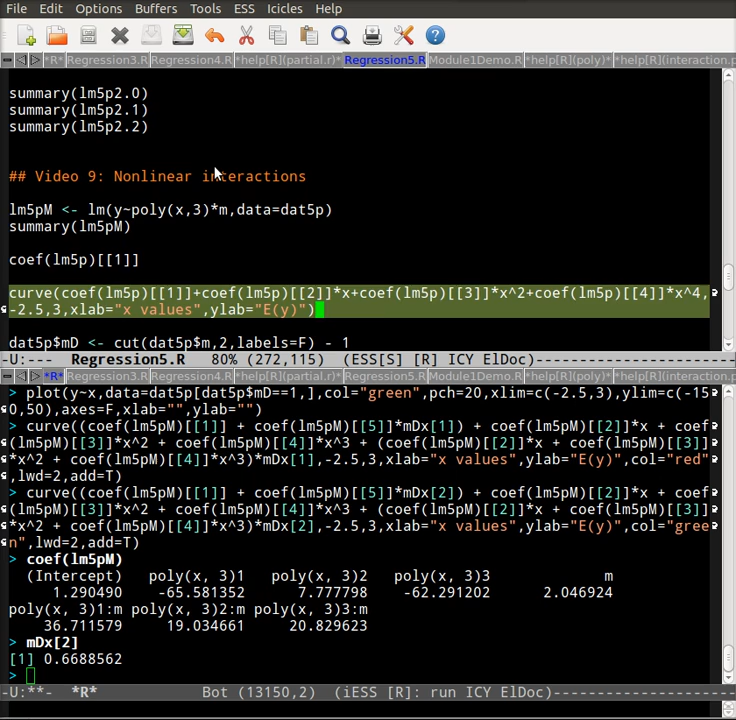 File Edit Options Buffers Tools ESS Icicles Help
*R* Regression3.R Regression4.R *help[R](partial.r)* Regression5.R Module1Demo.R *help[R](poly)* *help[R](interaction.p
summary(lm5p2.0)
summary(lm5p2.1)
summary(lm5p2.2)
## Video 9: Nonlinear interactions
lm5pM <- lm(y~poly(x,3)*m,data=dat5p)
summary(lm5pM)
coef(lm5p)[[1]]
curve(coef(lm5p)[[1]]+coef(lm5p)[[2]]*x+coef(lm5p)[[3]]*x^2+coef(lm5p)[[4]]*x^4,
-2.5,3,xlab="x values",ylab="E(y)")
dat5p$mD <- cut(dat5p$m,2,labels=F) - 1
-U:--- Regression5.R 80% (272,115) (ESS[S] [R] ICY ElDoc)----------------------
*R* Regression3.R Regression4.R *help[R](partial.r)* Regression5.R Module1Demo.R *help[R](poly)* *help[R](interaction.p
> plot(y~x,data=dat5p[dat5p$mD==1,],col="green",pch=20,xlim=c(-2.5,3),ylim=c(-15
0,50),axes=F,xlab="",ylab="")
> curve((coef(lm5pM)[[1]] + coef(lm5pM)[[5]]*mDx[1]) + coef(lm5pM)[[2]]*x + coef
(lm5pM)[[3]]*x^2 + coef(lm5pM)[[4]]*x^3 + (coef(lm5pM)[[2]]*x + coef(lm5pM)[[3]]
*x^2 + coef(lm5pM)[[4]]*x^3)*mDx[1],-2.5,3,xlab="x values",ylab="E(y)",col="red"
,lwd=2,add=T)
> curve((coef(lm5pM)[[1]] + coef(lm5pM)[[5]]*mDx[2]) + coef(lm5pM)[[2]]*x + coef
(lm5pM)[[3]]*x^2 + coef(lm5pM)[[4]]*x^3 + (coef(lm5pM)[[2]]*x + coef(lm5pM)[[3]]
*x^2 + coef(lm5pM)[[4]]*x^3)*mDx[2],-2.5,3,xlab="x values",ylab="E(y)",col="gree
n",lwd=2,add=T)
> coef(lm5pM)
(Intercept) poly(x, 3)1 poly(x, 3)2 poly(x, 3)3 m
1.290490 -65.581352 7.777798 -62.291202 2.046924
poly(x, 3)1:m poly(x, 3)2:m poly(x, 3)3:m
36.711579 19.034661 20.829623
> mDx[2]
[1] 0.6688562
>
-U:**- *R* Bot (13150,2) (iESS [R]: run ICY ElDoc)-----------------------